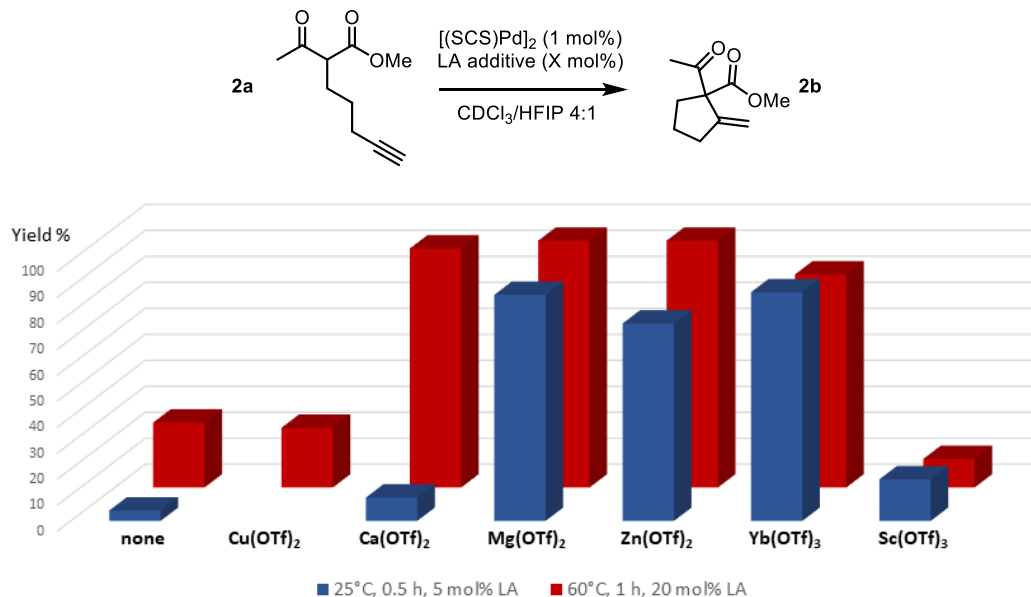 O
O
OMe
2a
[(SCS)Pd]₂ (1 mol%)
LA additive (X mol%)
CDCl₃/HFIP 4:1
O
O
OMe
2b
Yield %
100
90
80
70
60
50
40
30
20
10
0
none
Cu(OTf)₂
Ca(OTf)₂
Mg(OTf)₂
Zn(OTf)₂
Yb(OTf)₃
Sc(OTf)₃
25°C, 0.5 h, 5 mol% LA
60°C, 1 h, 20 mol% LA